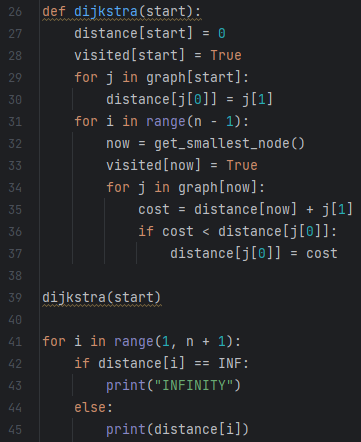 26 def dijkstra(start):
27     distance[start] = 0
28     visited[start] = True
29     for j in graph[start]:
30         distance[j[0]] = j[1]
31     for i in range(n - 1):
32         now = get_smallest_node()
33         visited[now] = True
34         for j in graph[now]:
35             cost = distance[now] + j[1]
36             if cost < distance[j[0]]:
37                 distance[j[0]] = cost
38
39 dijkstra(start)
40
41 for i in range(1, n + 1):
42     if distance[i] == INF:
43         print("INFINITY")
44     else:
45         print(distance[i])